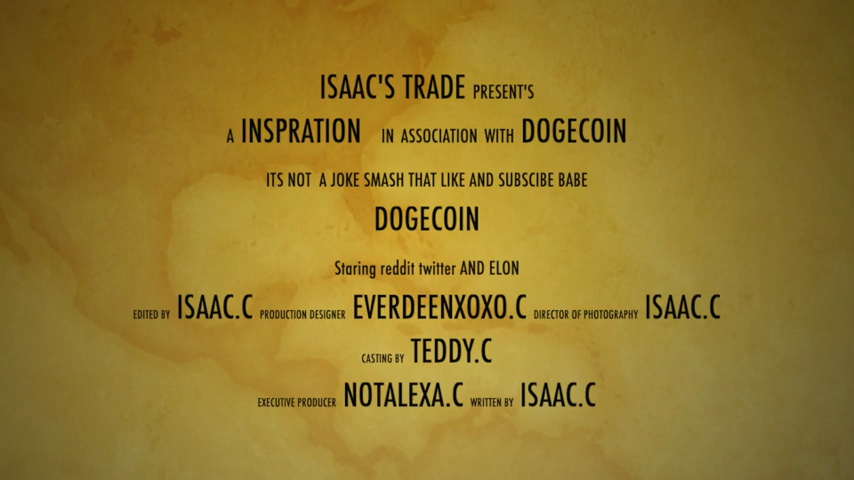 ISAAC'S TRADE PRESENT'S
A INSPRATION IN ASSOCIATION WITH DOGECOIN
ITS NOT A JOKE SMASH THAT LIKE AND SUBSCIBE BABE
DOGECOIN
Staring reddit twitter AND ELON
EDITED BY ISAAC.C PRODUCTION DESIGNER EVERDEENXOXO.C DIRECTOR OF PHOTOGRAPHY ISAAC.C
CASTING BY TEDDY.C
EXECUTIVE PRODUCER NOTALEXA.C WRITTEN BY ISAAC.C